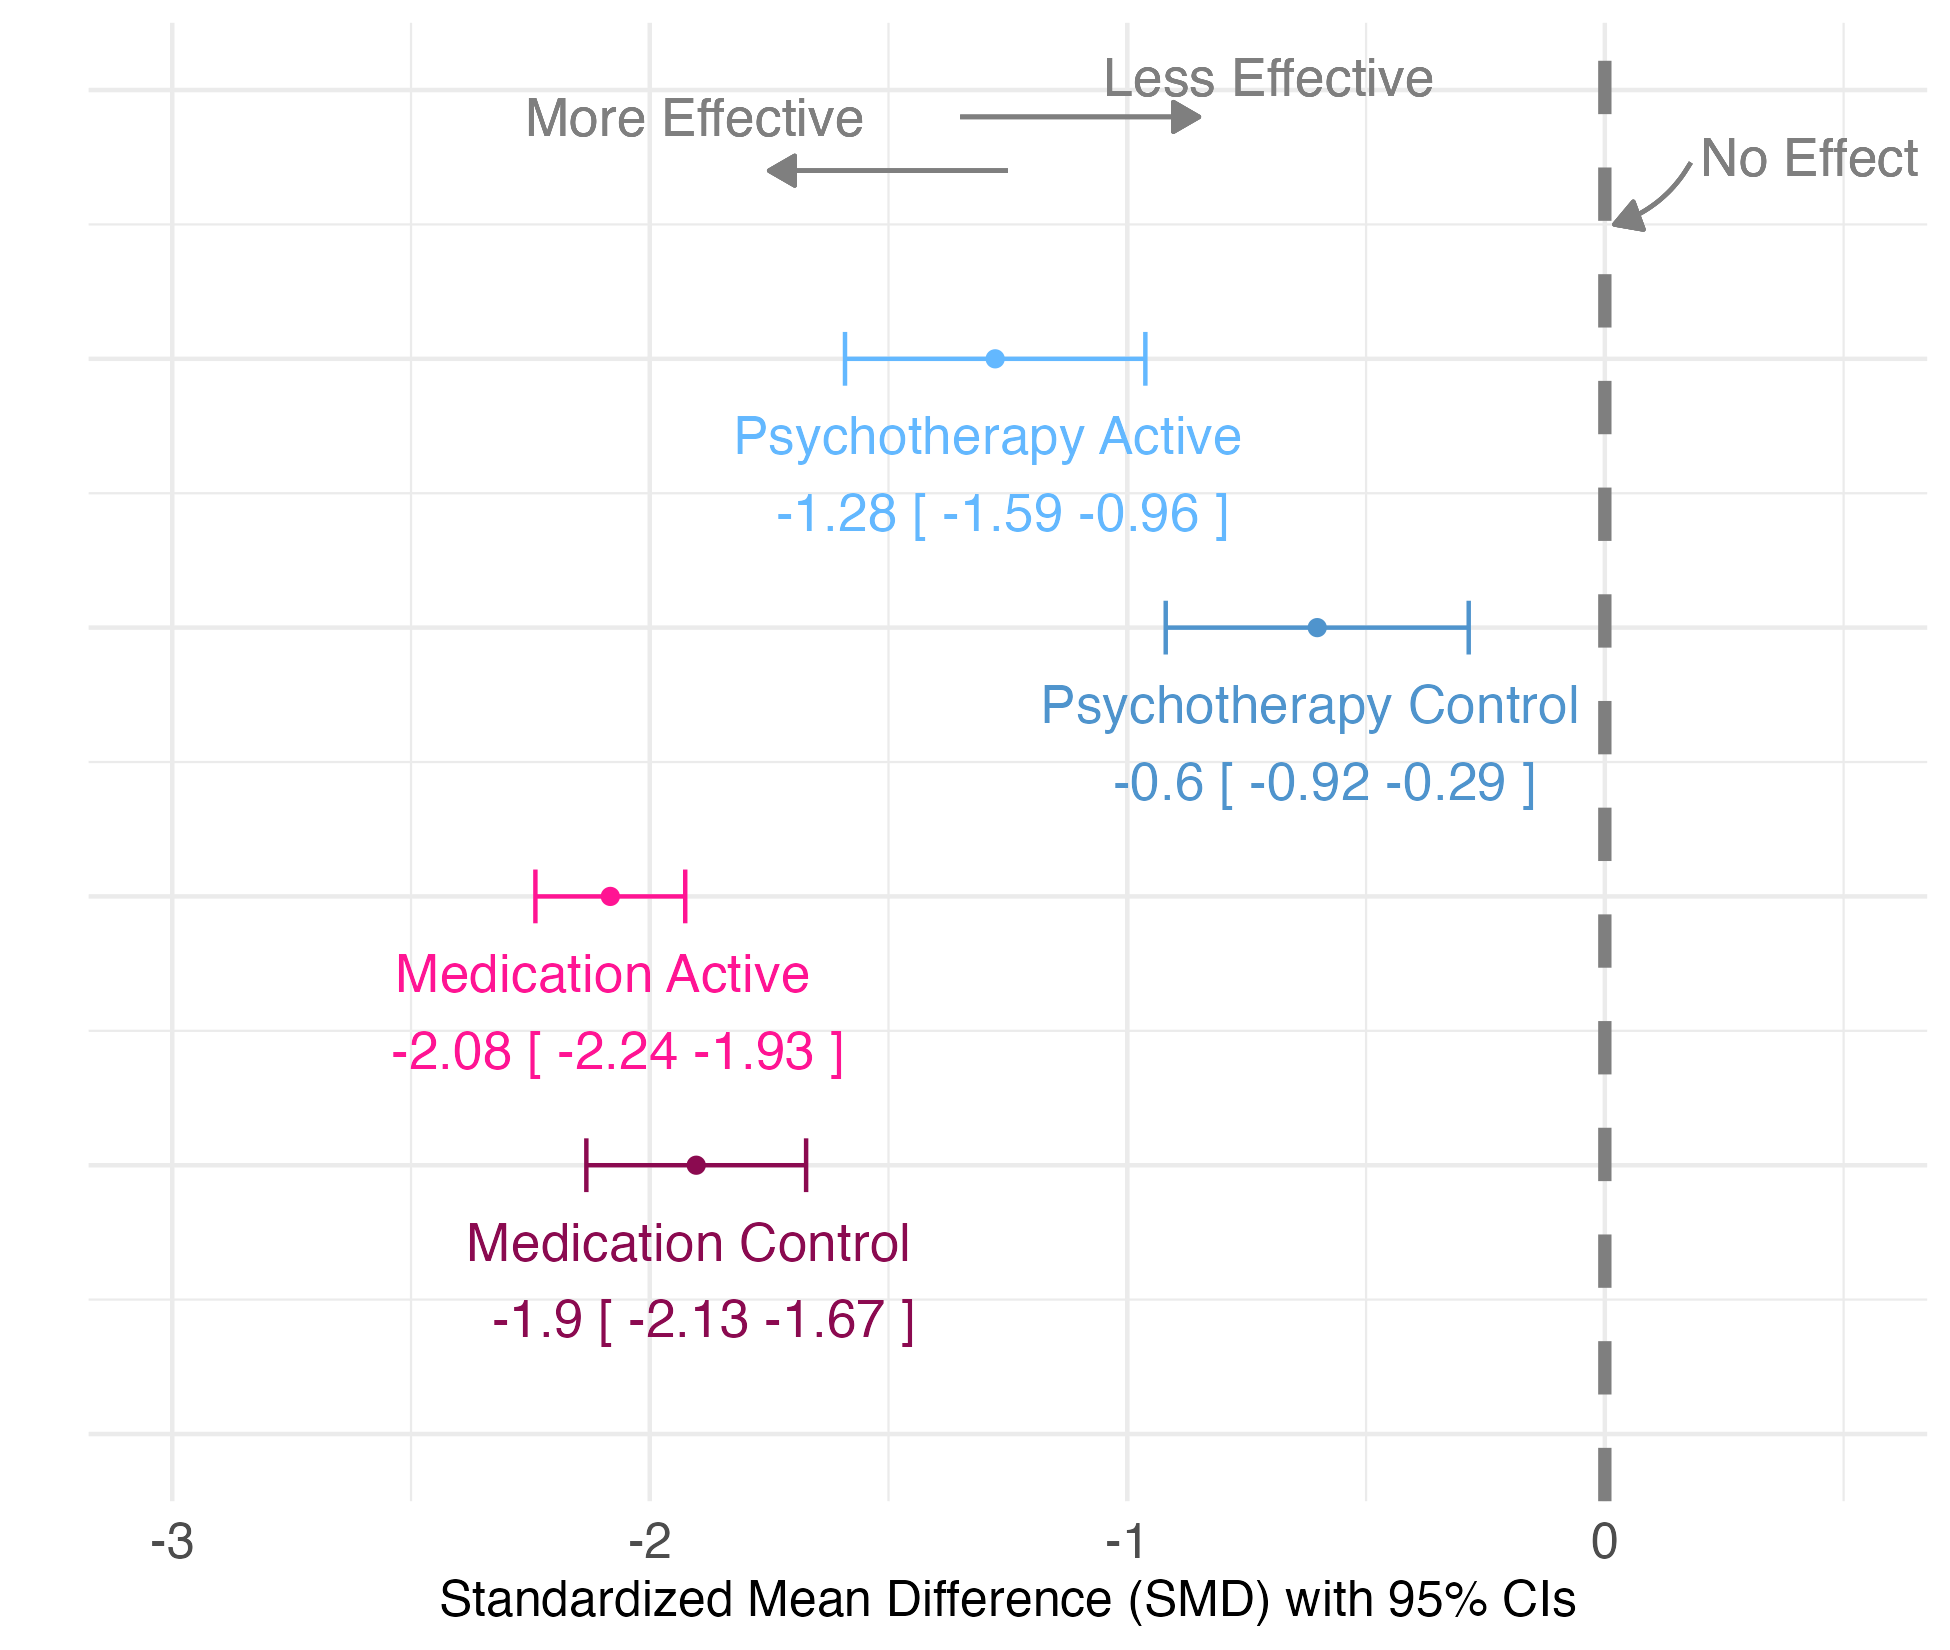 Less Effective
More Effective
No Effect
Psychotherapy Active
-1.28 [ -1.59 -0.96 ]
Psychotherapy Control
-0.6 [ -0.92 -0.29 ]
Medication Active
-2.08 [ -2.24 -1.93 ]
Medication Control
-1.9 [ -2.13 -1.67 ]
-3 -2 -1 0
Standardized Mean Difference (SMD) with 95% CIs